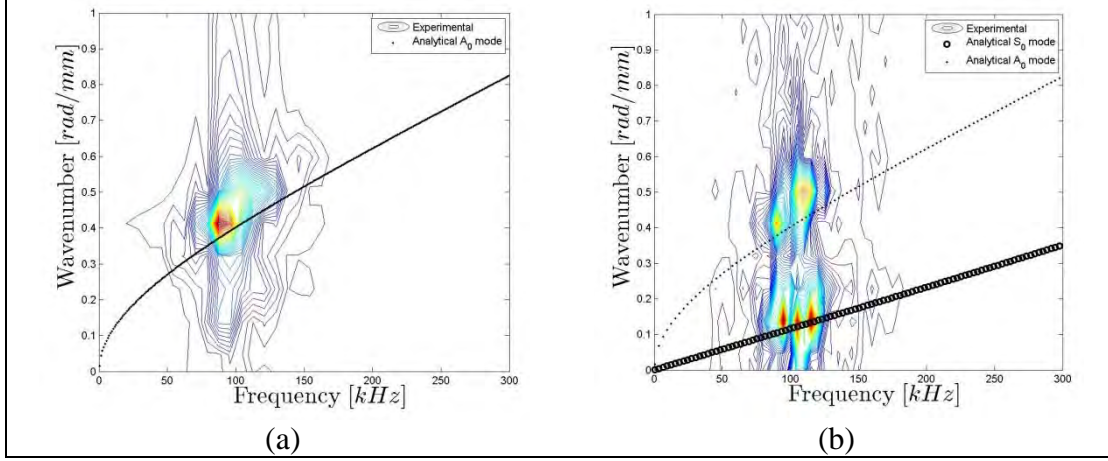 Experimental
Analytical A₀ mode
1
0.9
0.8
0.7
0.6
0.5
0.4
0.3
0.2
0.1
0
Wavenumber [rad/mm]
0 50 100 150 200 250 300
Frequency [kHz]
(a)
Experimental
Analytical S₀ mode
Analytical A₀ mode
1
0.9
0.8
0.7
0.6
0.5
0.4
0.3
0.2
0.1
0
Wavenumber [rad/mm]
0 50 100 150 200 250 300
Frequency [kHz]
(b)